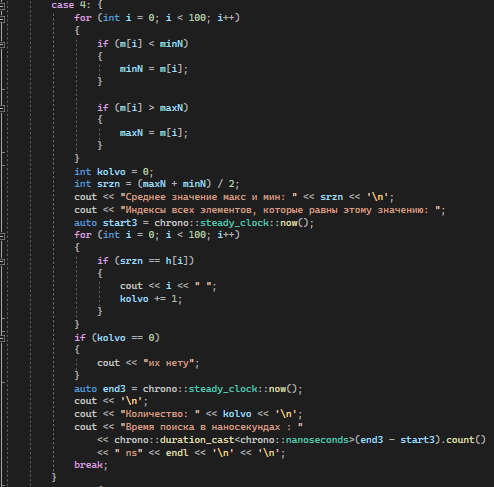 case 4: {
for (int i = 0; i < 100; i++)
{
if (m[i] < minN)
{
minN = m[i];
}
if (m[i] > maxN)
{
maxN = m[i];
}
}
int kolvo = 0;
int srzn = (maxN + minN) / 2;
cout << "Среднее значение макс и мин: " << srzn << '\n';
cout << "Индексы всех элементов, которые равны этому значению: ";
auto start3 = chrono::steady_clock::now();
for (int i = 0; i < 100; i++)
{
if (srzn == h[i])
{
cout << i << " ";
kolvo += 1;
}
}
if (kolvo == 0)
{
cout << "их нету";
}
auto end3 = chrono::steady_clock::now();
cout << '\n';
cout << "Количество: " << kolvo << '\n';
cout << "Время поиска в наносекундах : "
<< chrono::duration_cast<chrono::nanoseconds>(end3 - start3).count()
<< " ns" << endl << '\n' << '\n';
break;
}